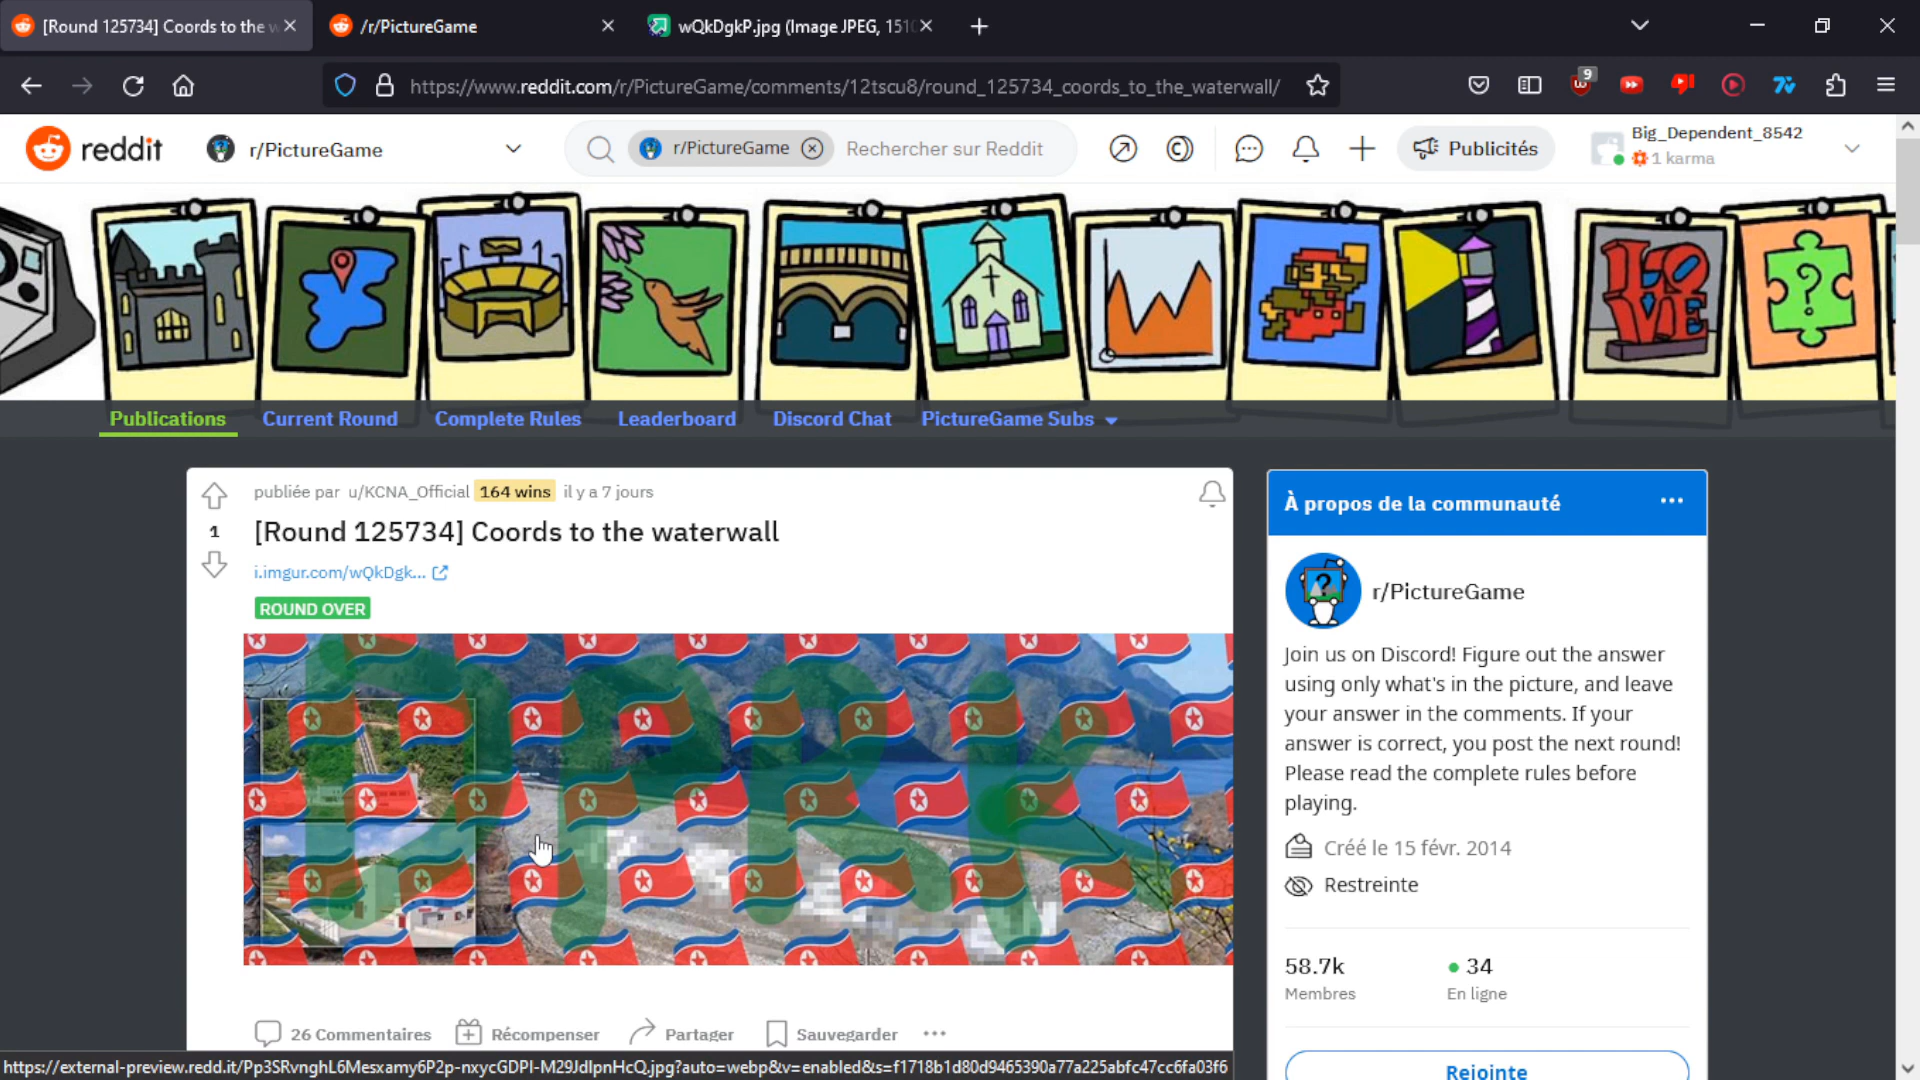 [Round 125734] Coords to the w
/r/PictureGame
wQkDgkP.jpg (Image JPEG, 151
https://www.reddit.com/r/PictureGame/comments/12tscu8/round_125734_coords_to_the_waterwall/
9
reddit
r/PictureGame
r/PictureGame
Rechercher sur Reddit
Publicités
Big_Dependent_8542
1 karma
LOVE
?
Publications
Current Round
Complete Rules
Leaderboard
Discord Chat
PictureGame Subs
publiée par u/KCNA_Official 164 wins il y a 7 jours
1
[Round 125734] Coords to the waterwall
i.imgur.com/wQkDgk...
ROUND OVER
DPRK
26 Commentaires
Récompenser
Partager
Sauvegarder
À propos de la communauté
?
r/PictureGame
Join us on Discord! Figure out the answer
using only what's in the picture, and leave
your answer in the comments. If your
answer is correct, you post the next round!
Please read the complete rules before
playing.
Créé le 15 févr. 2014
Restreinte
58.7k
34
Membres
En ligne
Rejointe
https://external-preview.redd.it/Pp3SRvnghL6Mesxamy6P2p-nxycGDPI-M29JdIpnHcQ.jpg?auto=webp&v=enabled&s=f1718b1d80d9465390a77a225abfc47cc6fa03f6